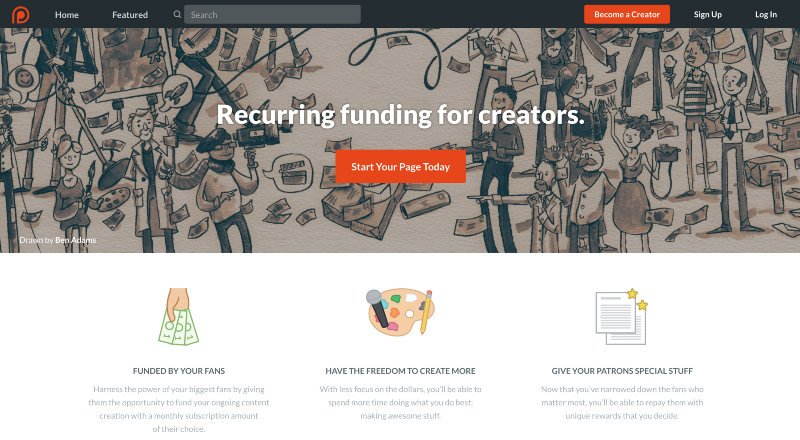 Home
Featured
Search
Become a Creator
Sign Up
Log In
Recurring funding for creators.
Start Your Page Today
Drawn by Ben Adams
FUNDED BY YOUR FANS
Harness the power of your biggest fans by giving
them the opportunity to fund your ongoing content
creation with a monthly subscription amount
of their choice.
HAVE THE FREEDOM TO CREATE MORE
With less focus on the dollars, you'll be able to
spend more time doing what you do best;
making awesome stuff.
GIVE YOUR PATRONS SPECIAL STUFF
Now that you've narrowed down the fans who
matter most, you'll be able to repay them with
unique rewards that you decide.